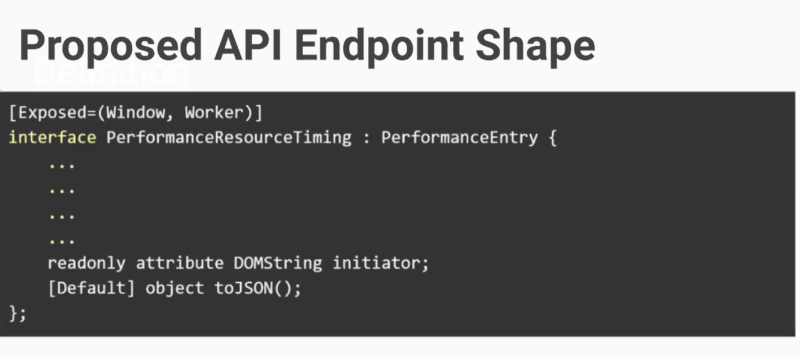 Proposed API Endpoint Shape
Definition
[Exposed=(Window, Worker)]
interface PerformanceResourceTiming : PerformanceEntry {
    ...
    ...
    ...
    ...
    readonly attribute DOMString initiator;
    [Default] object toJSON();
};